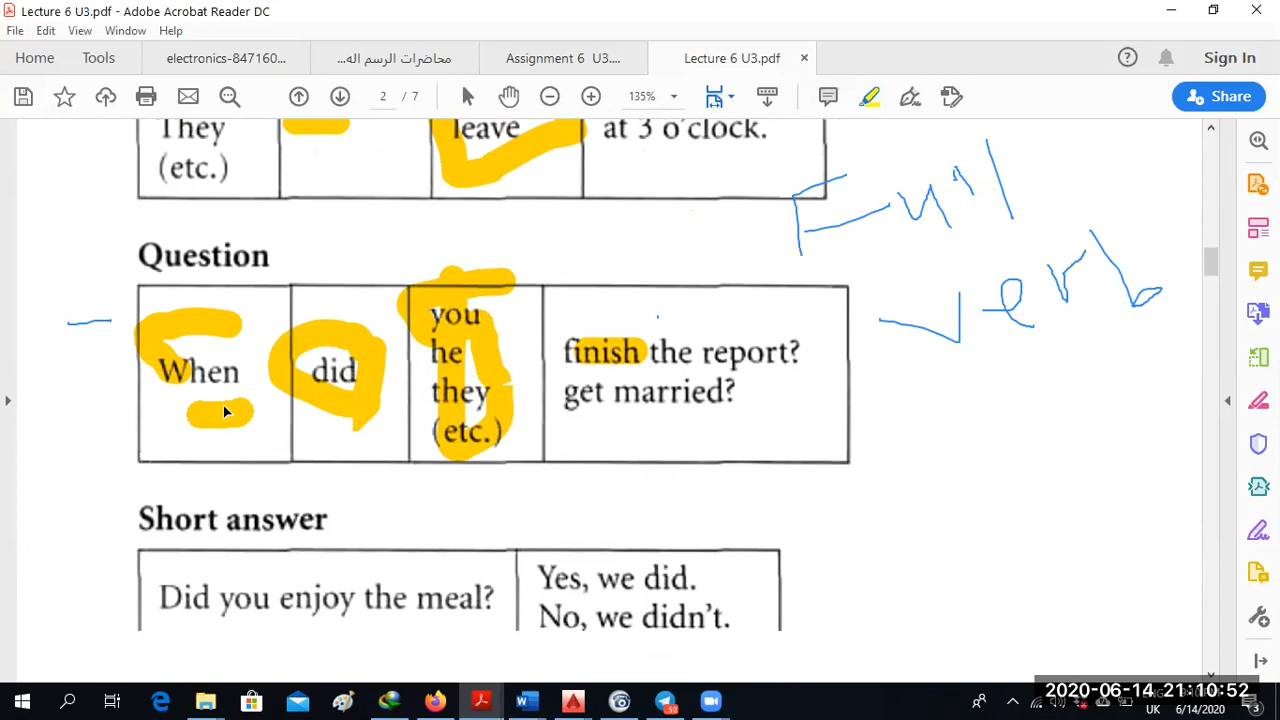 Lecture 6 U3.pdf - Adobe Acrobat Reader DC
File Edit View Window Help
Home Tools electronics-847160... محاضرات الرسم اله... Assignment 6 U3.... Lecture 6 U3.pdf × Sign In
2 / 7 135% Share
They leave at 3 o'clock.
(etc.)
Full
verb
Question
When did you finish the report?
he get married?
they
(etc.)
Short answer
Did you enjoy the meal? Yes, we did.
No, we didn't.
2020-06-14 21:10:52
UK 6/14/2020